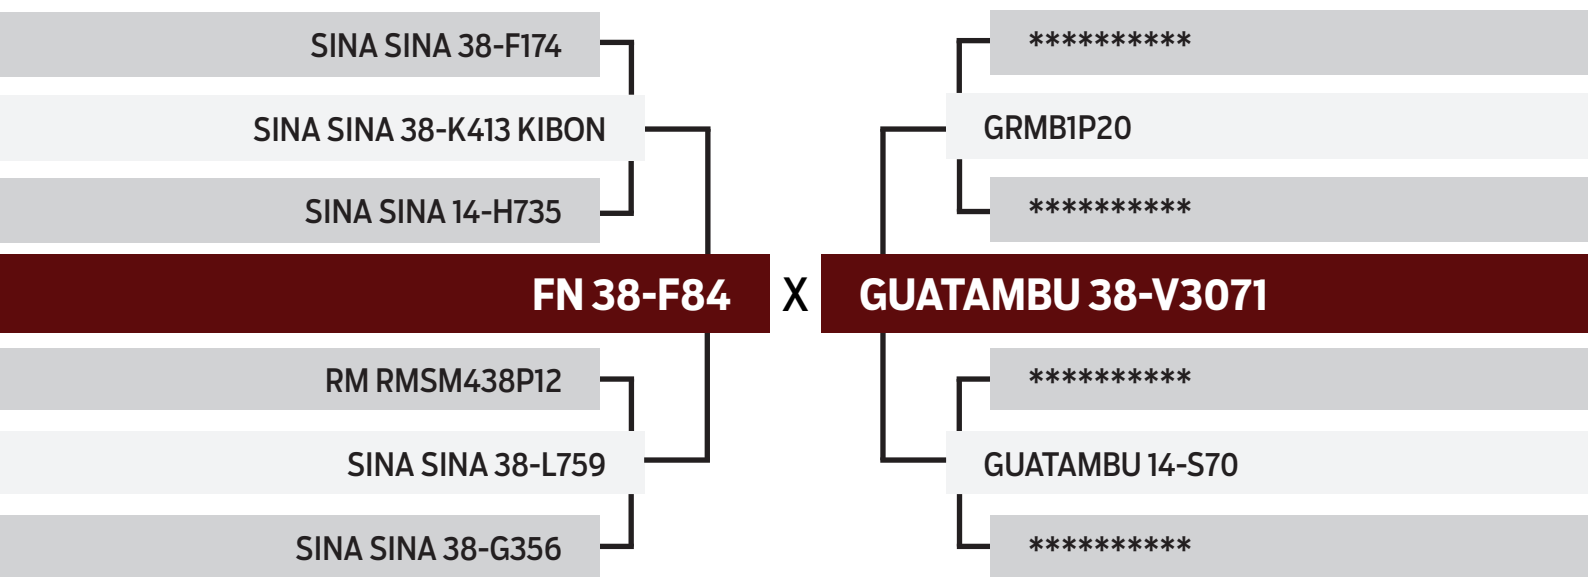 SINA SINA 38-F174
SINA SINA 38-K413 KIBON
SINA SINA 14-H735
FN 38-F84
RM RMSM438P12
SINA SINA 38-L759
SINA SINA 38-G356
X
**********
GRMB1P20
**********
GUATAMBU 38-V3071
**********
GUATAMBU 14-S70
**********